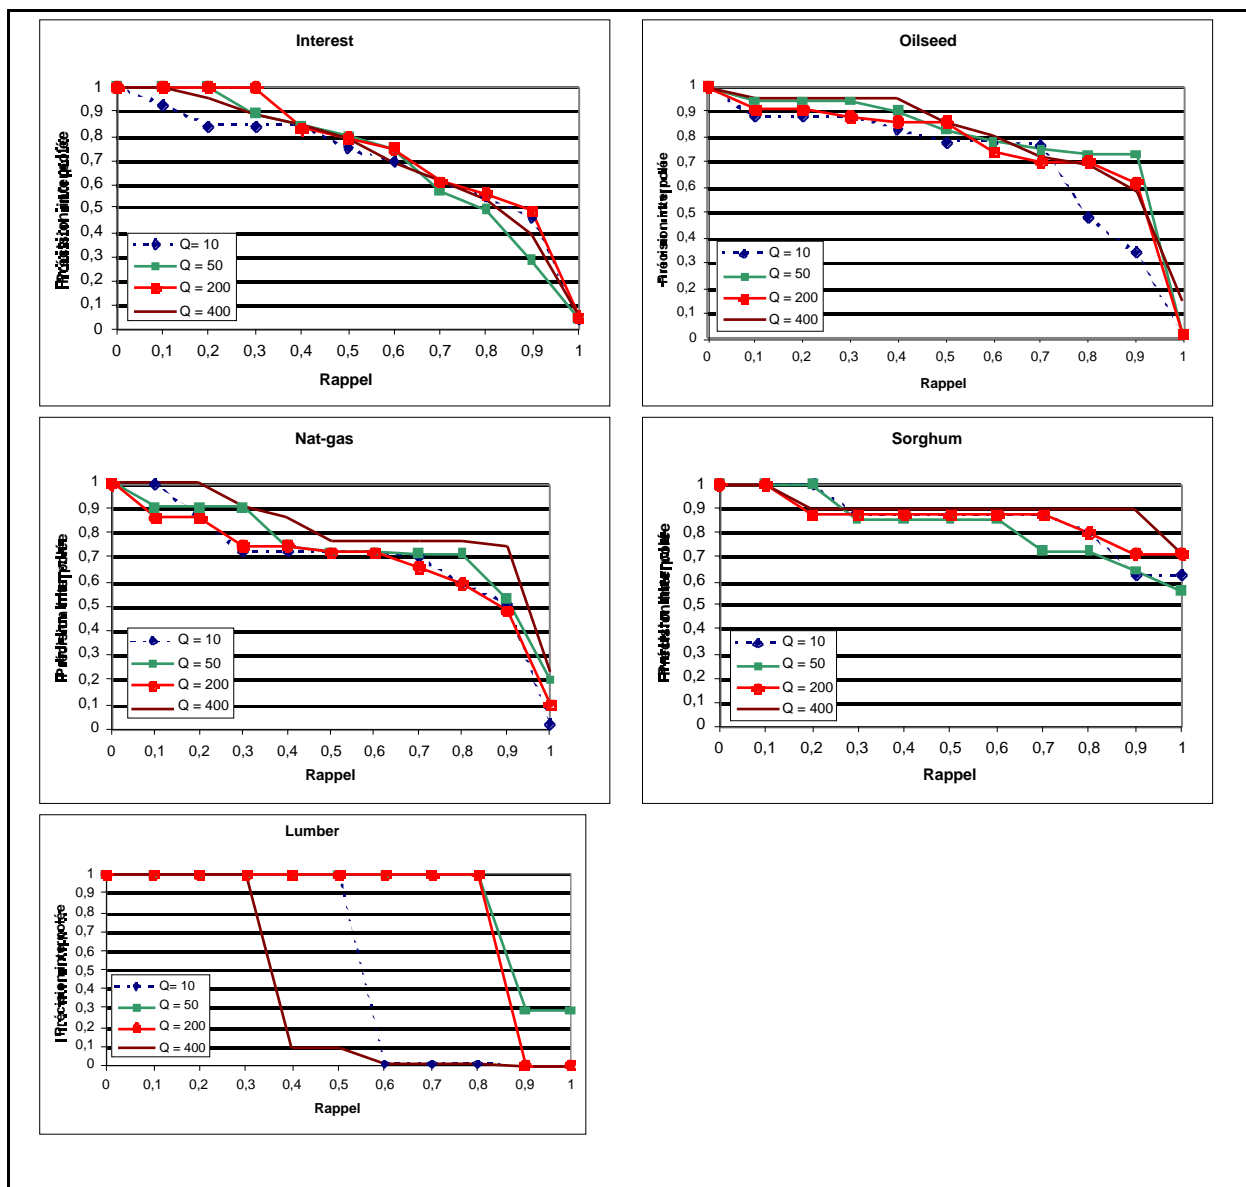 Interest
1
0,9
0,8
0,7
0,6
0,5
0,4
0,3
0,2
0,1
0
Q= 10
Q = 50
Q = 200
Q = 400
0 0,1 0,2 0,3 0,4 0,5 0,6 0,7 0,8 0,9 1
Rappel
Oilseed
1
0,9
0,8
0,7
0,6
0,5
0,4
0,3
0,2
0,1
0
Q = 10
Q = 50
Q = 200
Q = 400
0 0,1 0,2 0,3 0,4 0,5 0,6 0,7 0,8 0,9 1
Rappel
Nat-gas
1
0,9
0,8
0,7
0,6
0,5
0,4
0,3
0,2
0,1
0
Q = 10
Q = 50
Q = 200
Q = 400
0 0,1 0,2 0,3 0,4 0,5 0,6 0,7 0,8 0,9 1
Rappel
Sorghum
1
0,9
0,8
0,7
0,6
0,5
0,4
0,3
0,2
0,1
0
Q = 10
Q = 50
Q = 200
Q = 400
0 0,1 0,2 0,3 0,4 0,5 0,6 0,7 0,8 0,9 1
Rappel
Lumber
1
0,9
0,8
0,7
0,6
0,5
0,4
0,3
0,2
0,1
0
Q= 10
Q = 50
Q = 200
Q = 400
0 0,1 0,2 0,3 0,4 0,5 0,6 0,7 0,8 0,9 1
Rappel